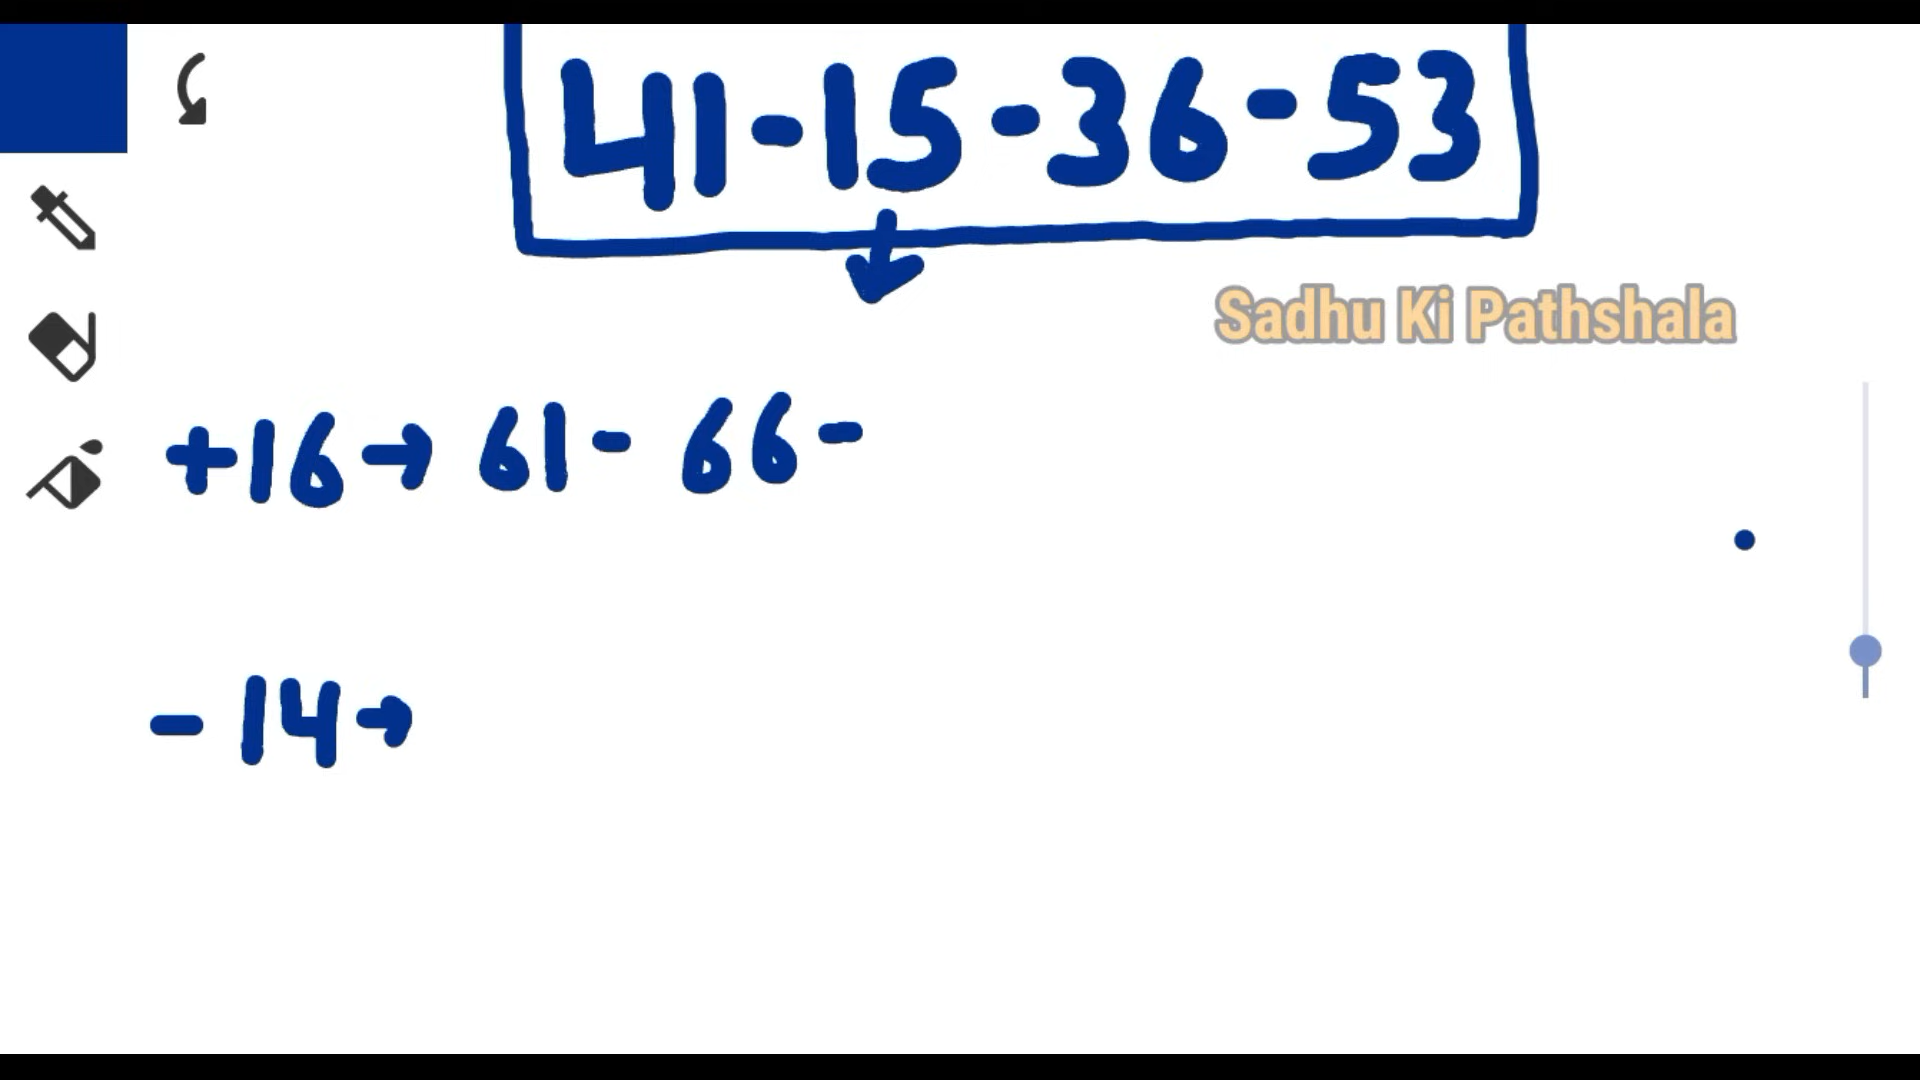 41-15-36-53
Sadhu Ki Pathshala
+16→ 61- 66-
- 14→